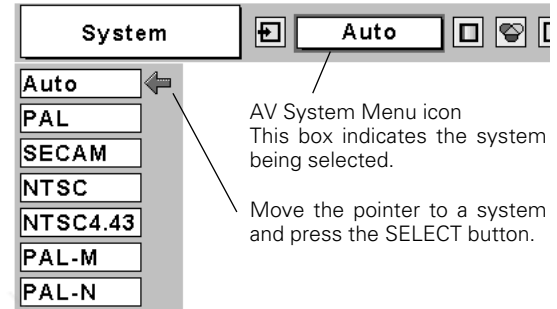 System
Auto
Auto
PAL
SECAM
NTSC
NTSC4.43
PAL-M
PAL-N
AV System Menu icon
This box indicates the system
being selected.
Move the pointer to a system
and press the SELECT button.